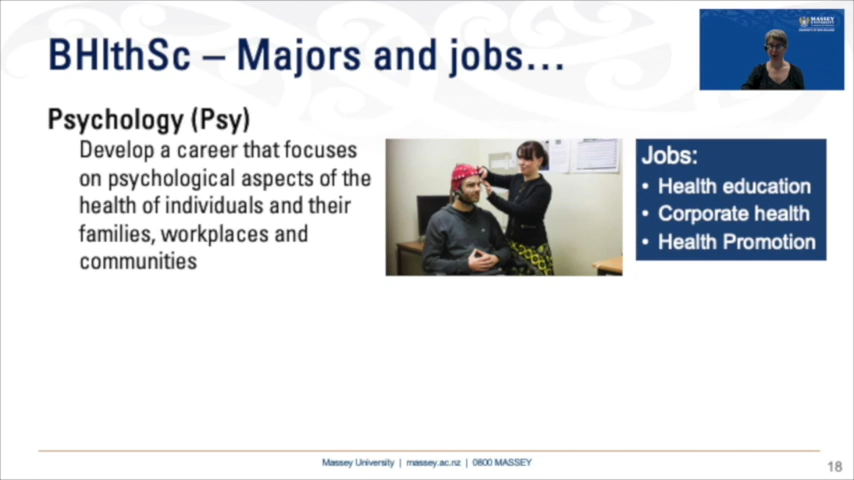 BHlthSc – Majors and jobs...
MASSEY
UNIVERSITY
Psychology (Psy)
Develop a career that focuses
on psychological aspects of the
health of individuals and their
families, workplaces and
communities
Jobs:
• Health education
• Corporate health
• Health Promotion
Massey University | massey.ac.nz | 0800 MASSEY
18